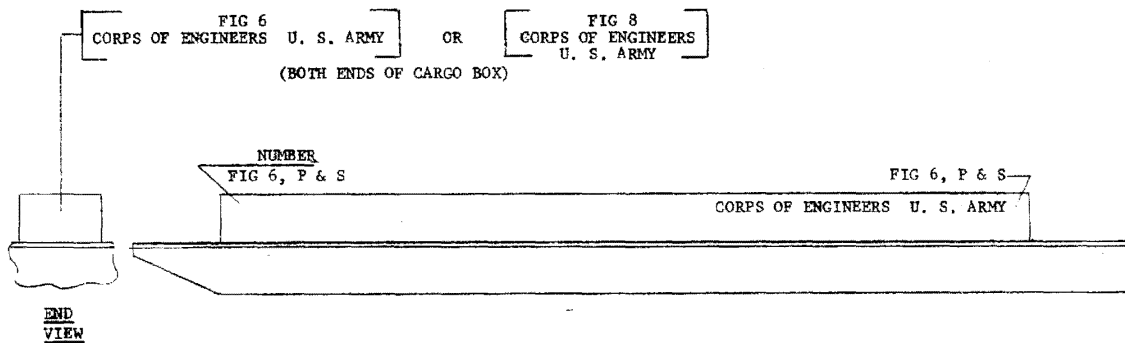 FIG 6
CORPS OF ENGINEERS U. S. ARMY
OR
FIG 8
CORPS OF ENGINEERS
U. S. ARMY
(BOTH ENDS OF CARGO BOX)
NUMBER
FIG 6, P & S
FIG 6, P & S
CORPS OF ENGINEERS U. S. ARMY
END
VIEW